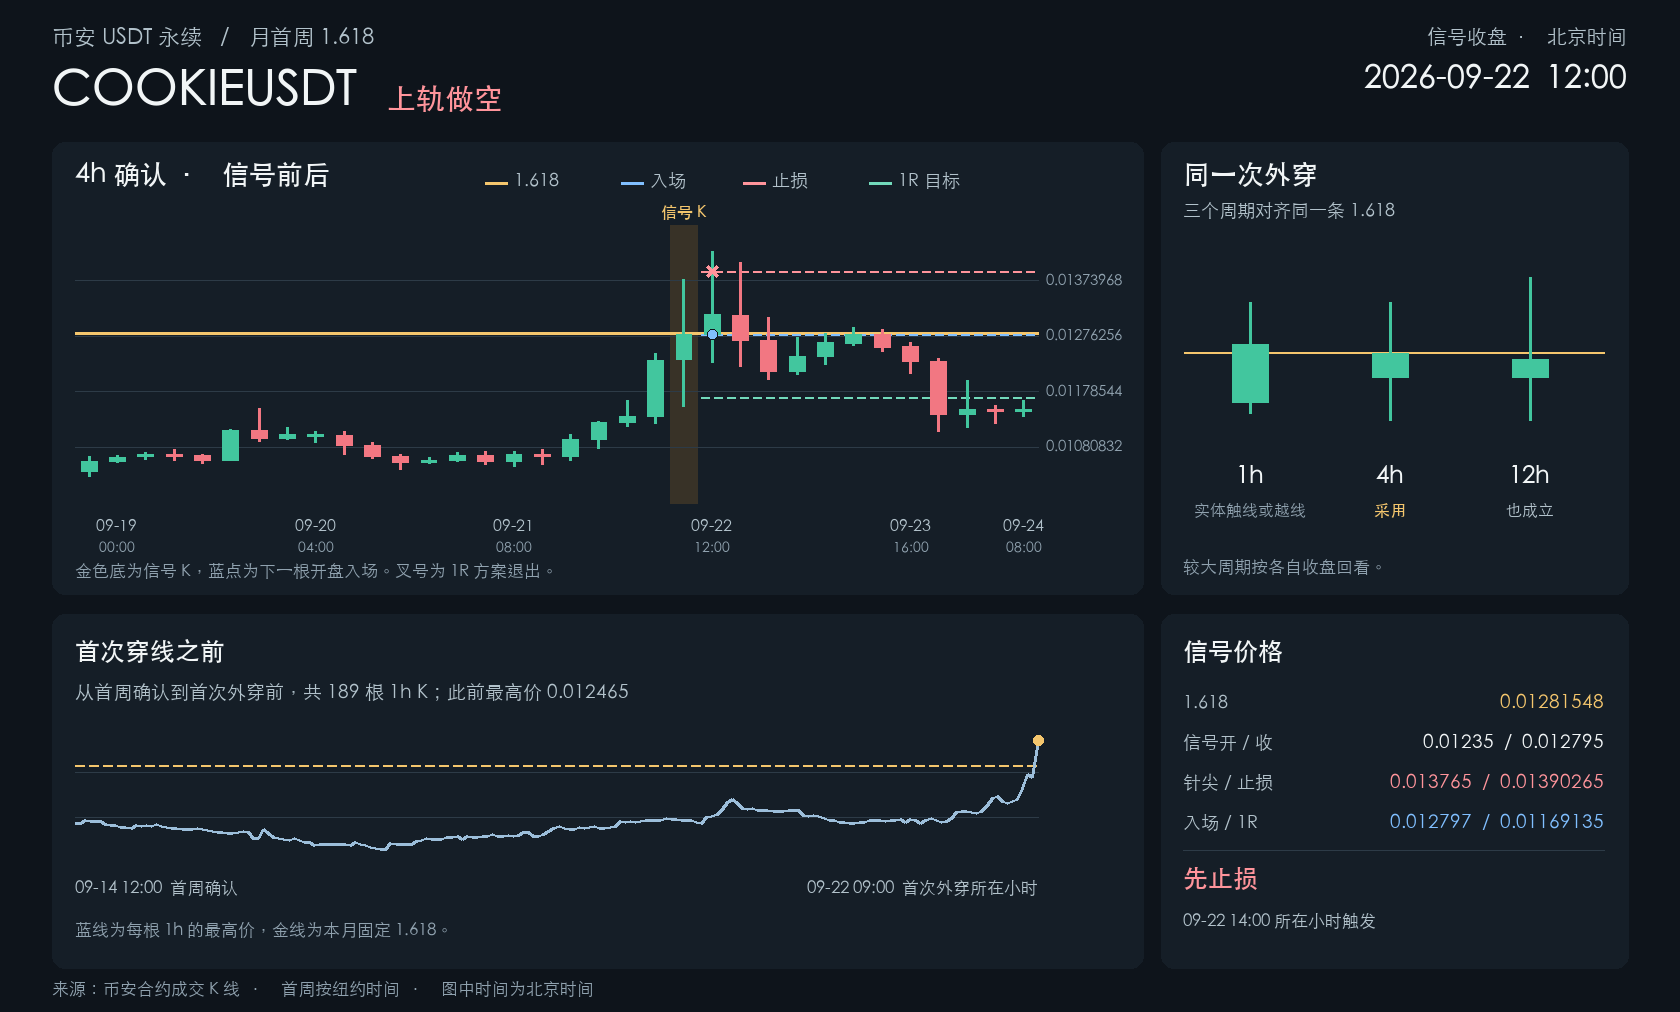 币安 USDT 永续 / 月首周 1.618
信号收盘 · 北京时间
COOKIEUSDT 上轨做空
2026-09-22 12:00
4h 确认 · 信号前后
1.618 入场 止损 1R 目标
信号 K
0.01373968
0.01276256
0.01178544
0.01080832
09-19 09-20 09-21 09-22 09-23 09-24
00:00 04:00 08:00 12:00 16:00 08:00
金色底为信号 K，蓝点为下一根开盘入场。叉号为 1R 方案退出。
同一次外穿
三个周期对齐同一条 1.618
1h 4h 12h
实体触线或越线 采用 也成立
较大周期按各自收盘回看。
首次穿线之前
从首周确认到首次外穿前，共 189 根 1h K；此前最高价 0.012465
09-14 12:00 首周确认
09-22 09:00 首次外穿所在小时
蓝线为每根 1h 的最高价，金线为本月固定 1.618。
信号价格
1.618 0.01281548
信号开 / 收 0.01235 / 0.012795
针尖 / 止损 0.013765 / 0.01390265
入场 / 1R 0.012797 / 0.01169135
先止损
09-22 14:00 所在小时触发
来源：币安合约成交 K 线 · 首周按纽约时间 · 图中时间为北京时间